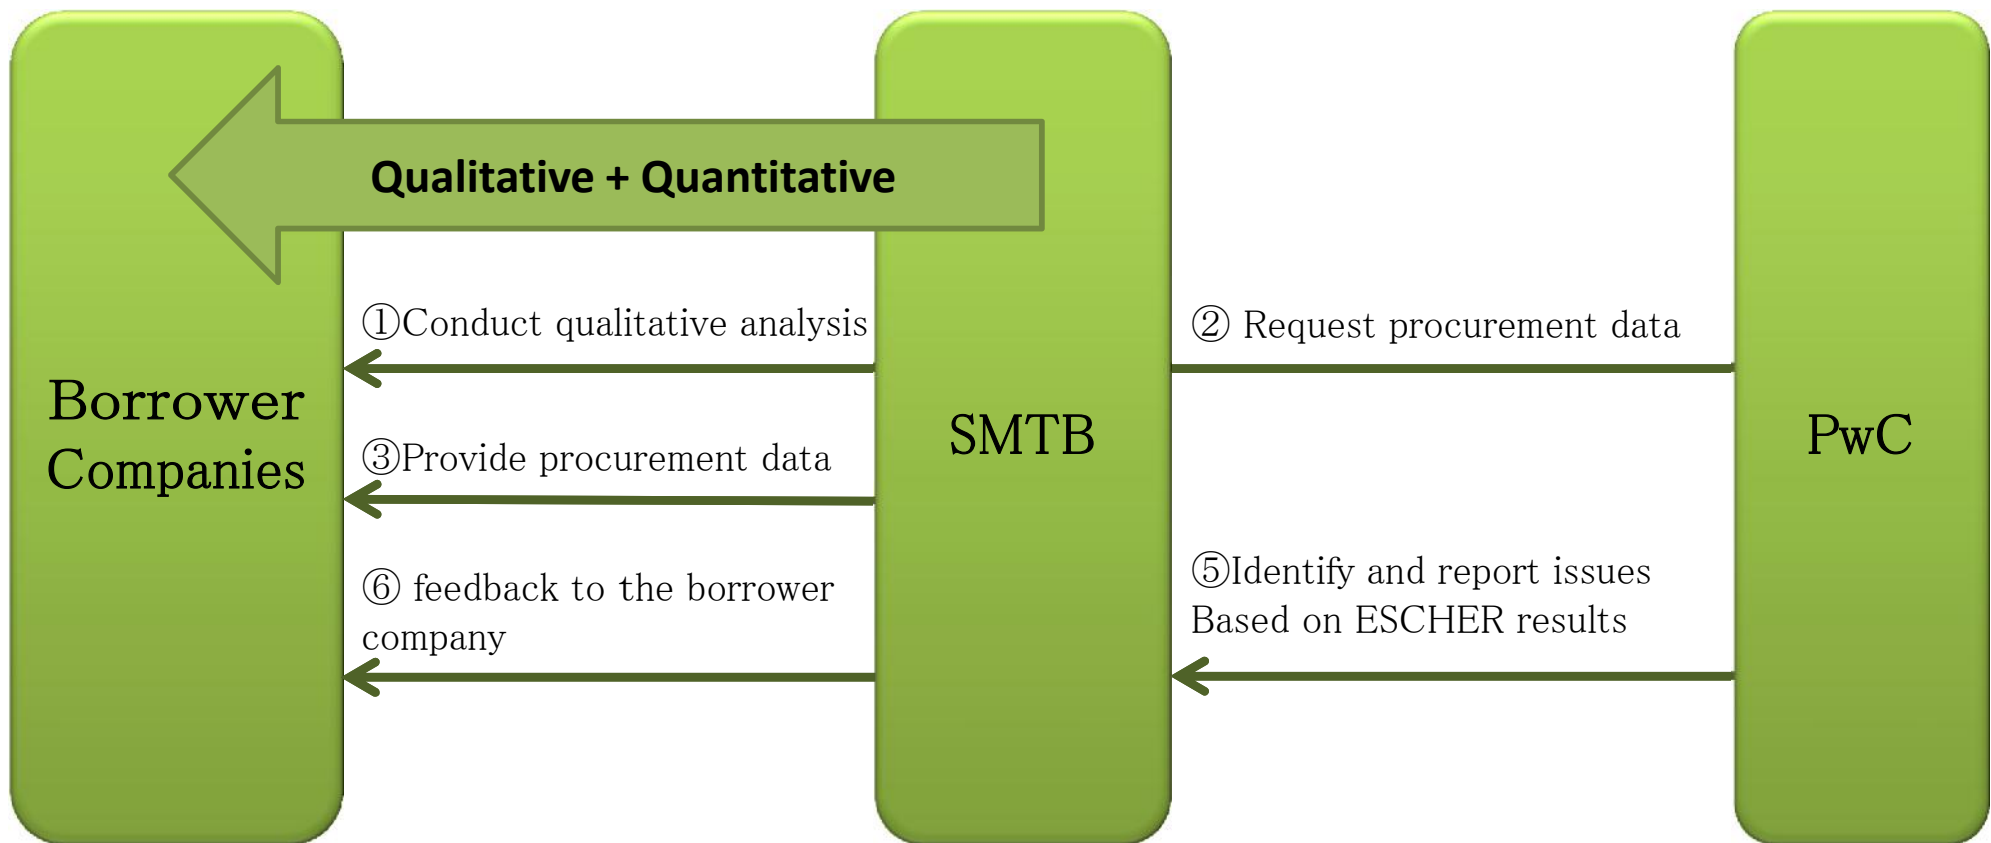 Qualitative + Quantitative
①Conduct qualitative analysis
② Request procurement data
Borrower
Companies
SMTB
PwC
③Provide procurement data
⑤Identify and report issues
Based on ESCHER results
⑥ feedback to the borrower
company